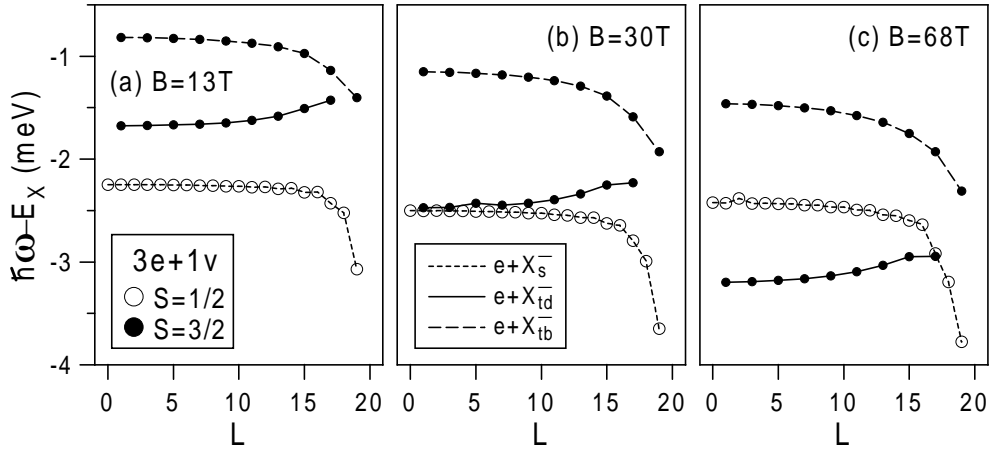 ħω−E_X (meV)
-1
-2
-3
-4
(a) B=13T
3e+1v
S=1/2
S=3/2
0 5 10 15 20
L
(b) B=30T
e+X_s^−
e+X_td^−
e+X_tb^−
0 5 10 15 20
L
(c) B=68T
0 5 10 15 20
L